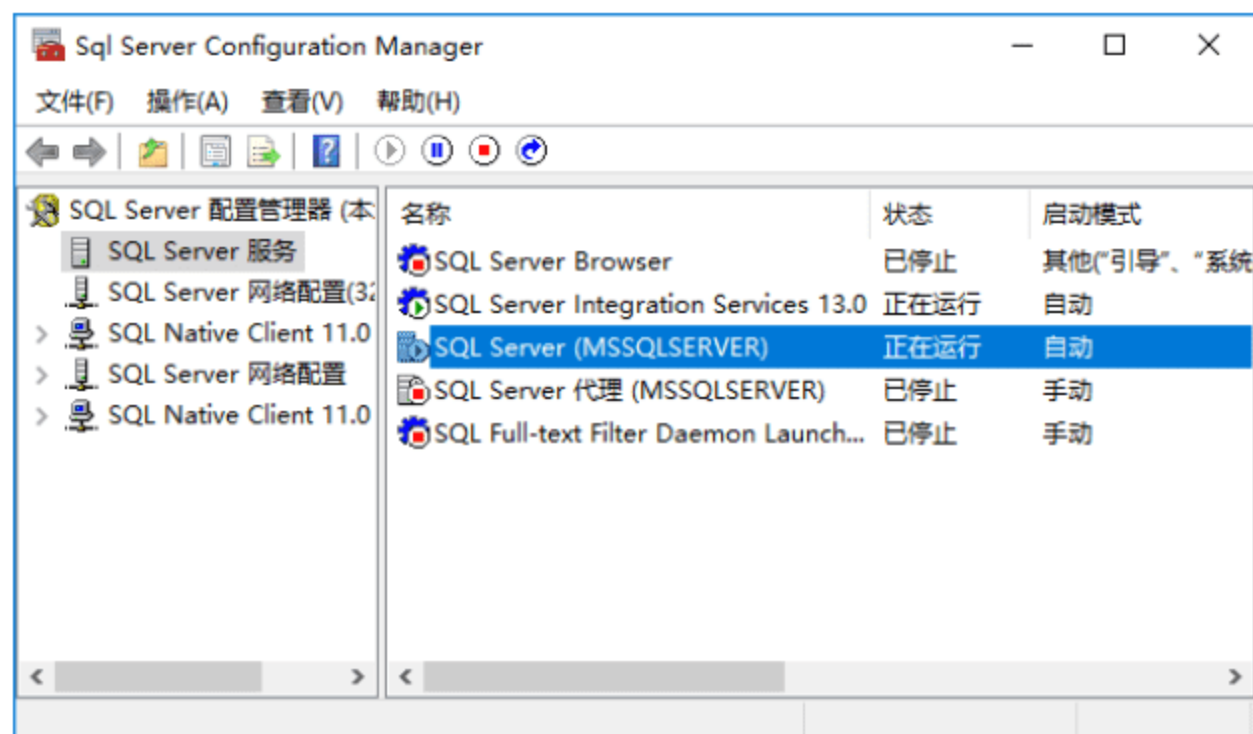 Sql Server Configuration Manager
文件(F) 操作(A) 查看(V) 帮助(H)
SQL Server 配置管理器 (本
SQL Server 服务
SQL Server 网络配置(32
SQL Native Client 11.0
SQL Server 网络配置
SQL Native Client 11.0
名称 状态 启动模式
SQL Server Browser 已停止 其他("引导"、"系统
SQL Server Integration Services 13.0 正在运行 自动
SQL Server (MSSQLSERVER) 正在运行 自动
SQL Server 代理 (MSSQLSERVER) 已停止 手动
SQL Full-text Filter Daemon Launch... 已停止 手动